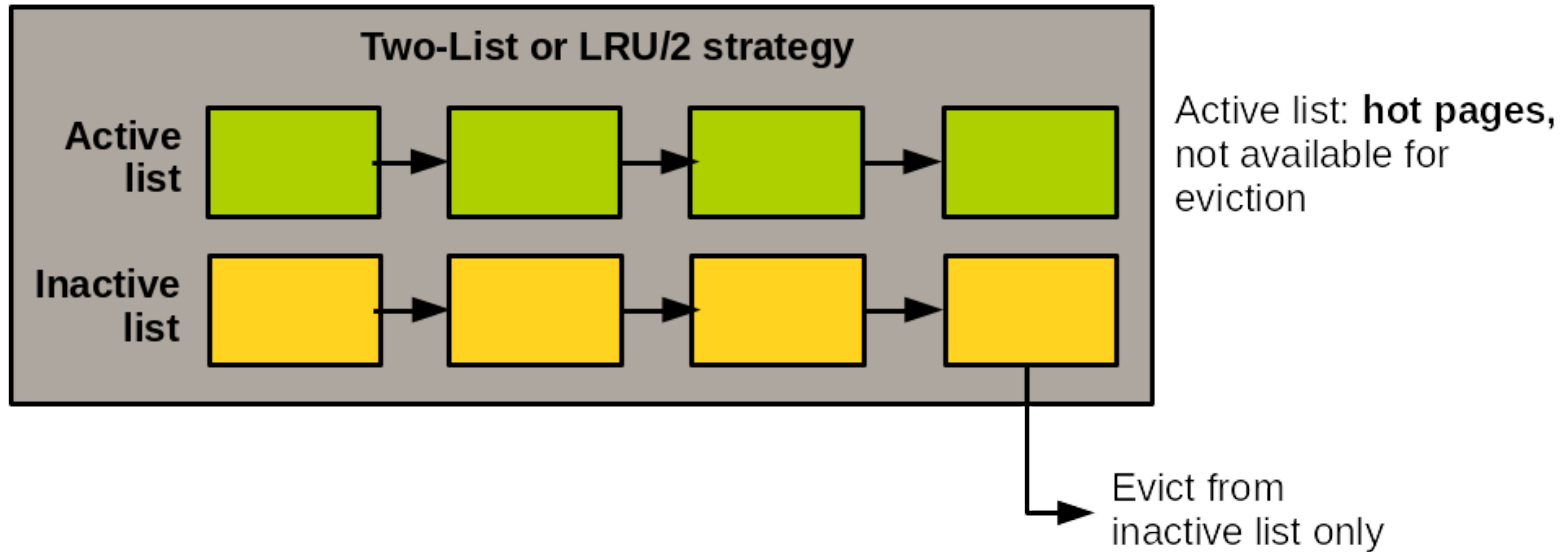 Two-List or LRU/2 strategy
Active
list
Active list: hot pages,
not available for
eviction
Inactive
list
Evict from
inactive list only